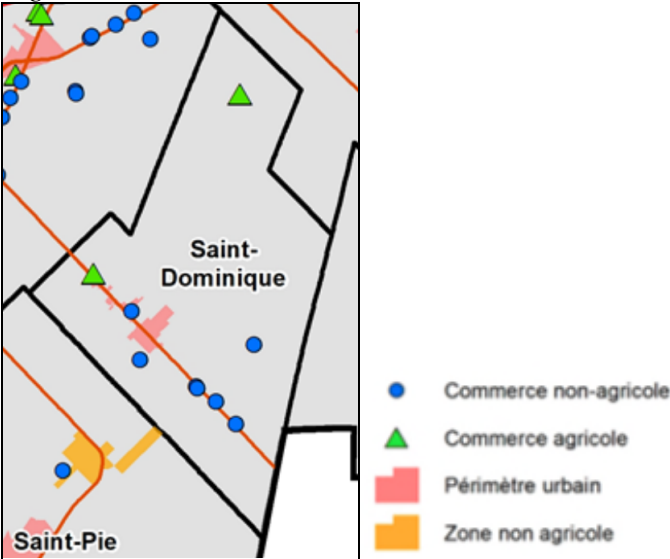 Saint-
Dominique
Saint-Pie
Commerce non-agricole
Commerce agricole
Périmètre urbain
Zone non agricole